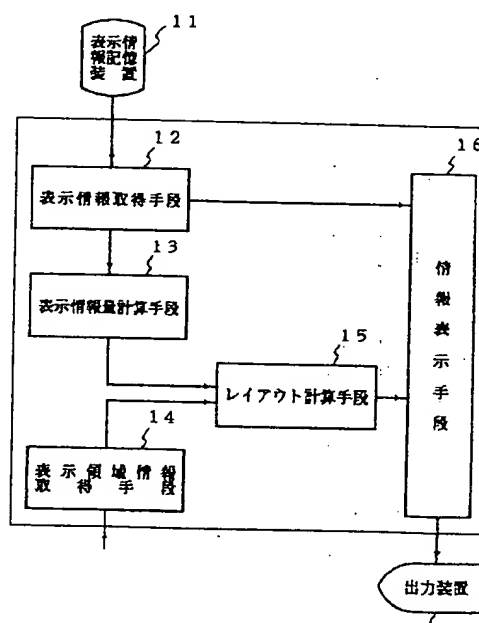 11
表示情
報記憶
装置
12
16
表示情報取得手段
13
表示情報量計算手段
情報表示手段
15
レイアウト計算手段
14
表示領域情報
取得手段
出力装置